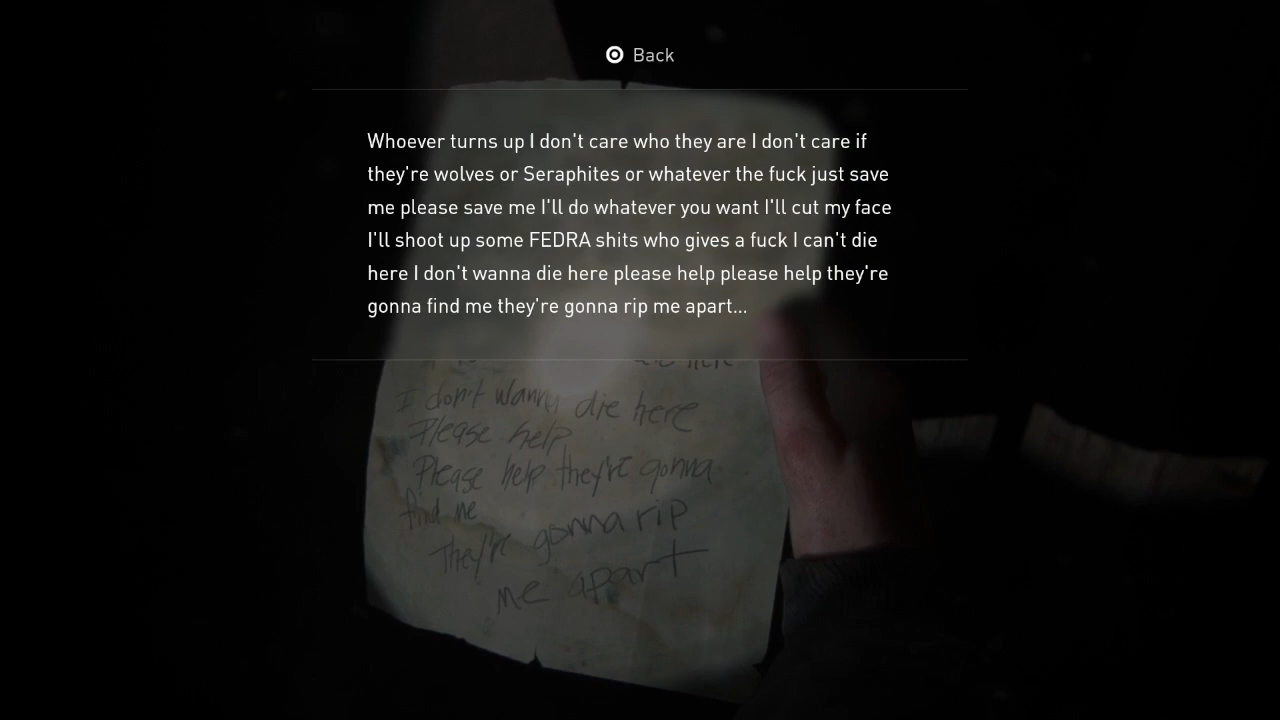 Back
Whoever turns up I don't care who they are I don't care if
they're wolves or Seraphites or whatever the fuck just save
me please save me I'll do whatever you want I'll cut my face
I'll shoot up some FEDRA shits who gives a fuck I can't die
here I don't wanna die here please help please help they're
gonna find me they're gonna rip me apart...
die here
I don't wanna die here
Please help
Please help they're gonna
find me
They're gonna rip
me apart